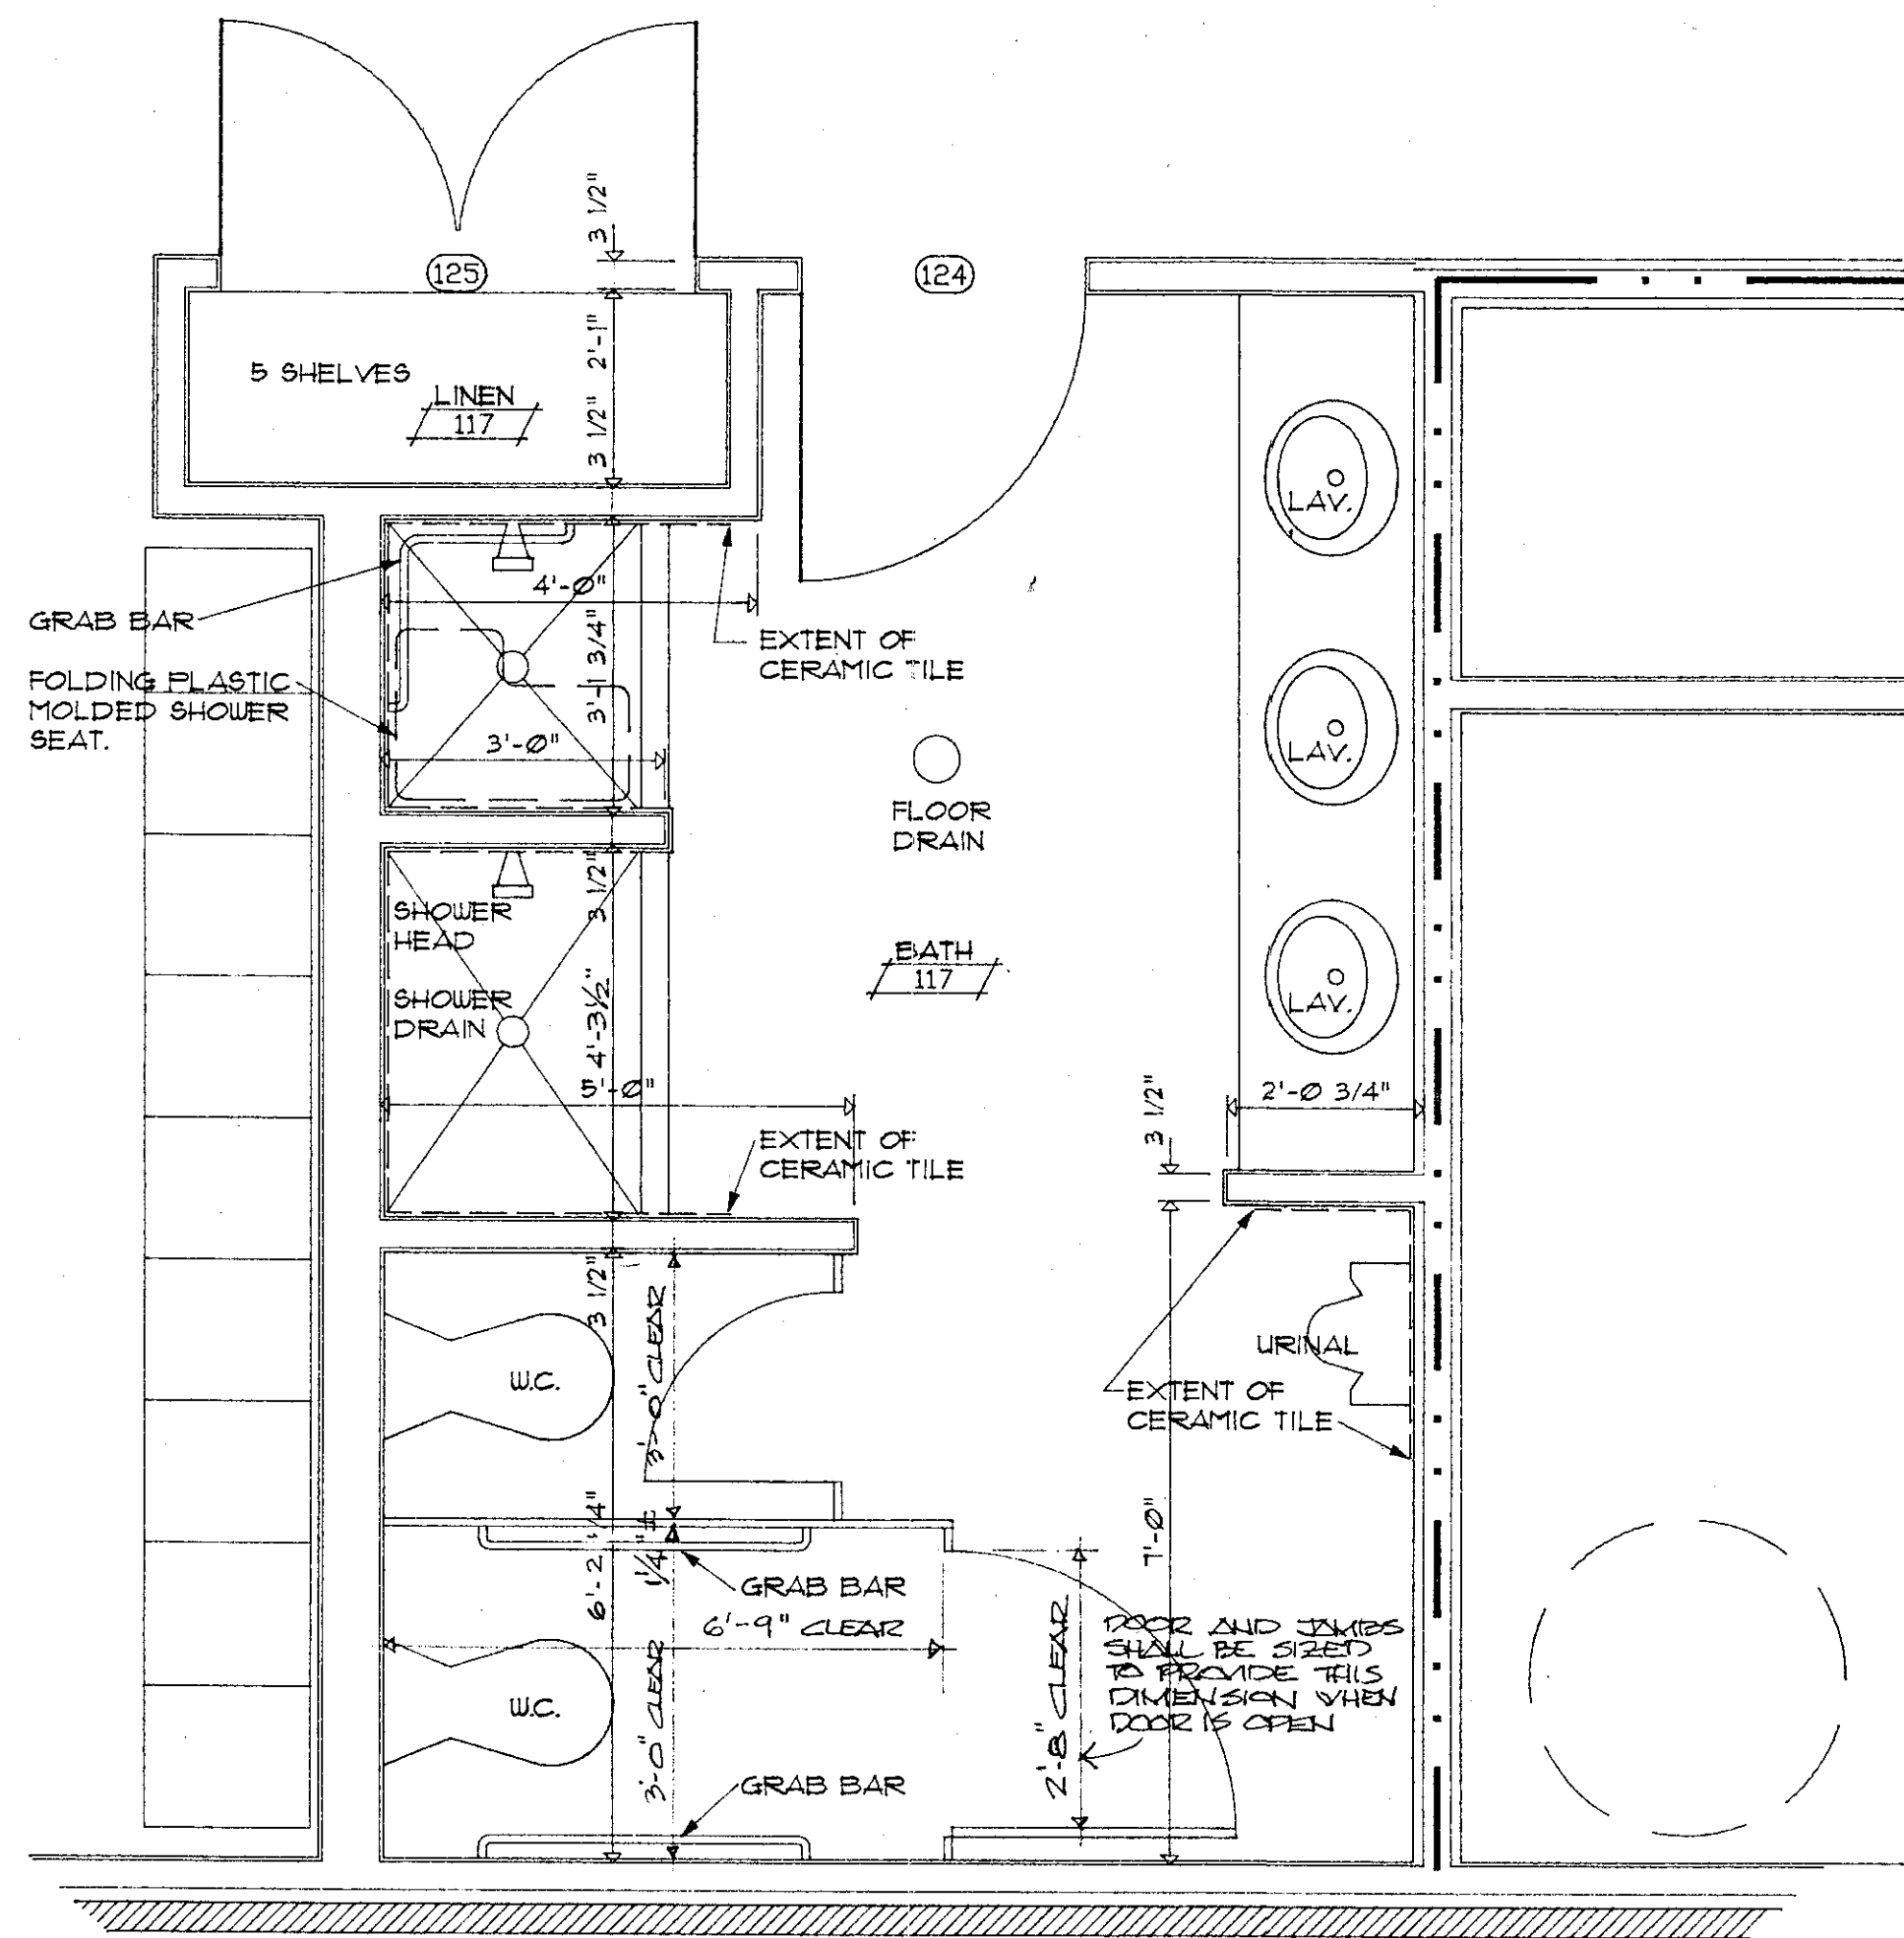 3 1/2"
125
124
5 SHELVES
2'-1"
LINEN
117
3 1/2"
LAV.
4'-0"
GRAB BAR
EXTENT OF
CERAMIC TILE
3'-1 3/4"
FOLDING PLASTIC
MOLDED SHOWER
SEAT.
3'-0"
LAV.
FLOOR
DRAIN
3 1/2"
SHOWER
HEAD
BATH
117
SHOWER
DRAIN
4'-3 1/2"
LAV.
5'-0"
3 1/2"
2'-0 3/4"
EXTENT OF
CERAMIC TILE
3 1/2"
3'-0" CLEAR
URINAL
W.C.
EXTENT OF
CERAMIC TILE
1 1/4" ±
7'-0"
GRAB BAR
6'-9" CLEAR
6'-2 1/4"
3'-0" CLEAR
2'-8" CLEAR
DOOR AND JAMBS
SHALL BE SIZED
TO PROVIDE THIS
DIMENSION WHEN
DOOR IS OPEN
W.C.
GRAB BAR